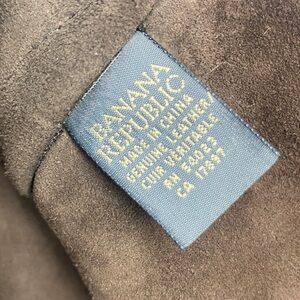 BANANA
REPUBLIC
MADE IN CHINA
GENUINE LEATHER/
CUIR VERITABLE
RN 54023
CA 17897